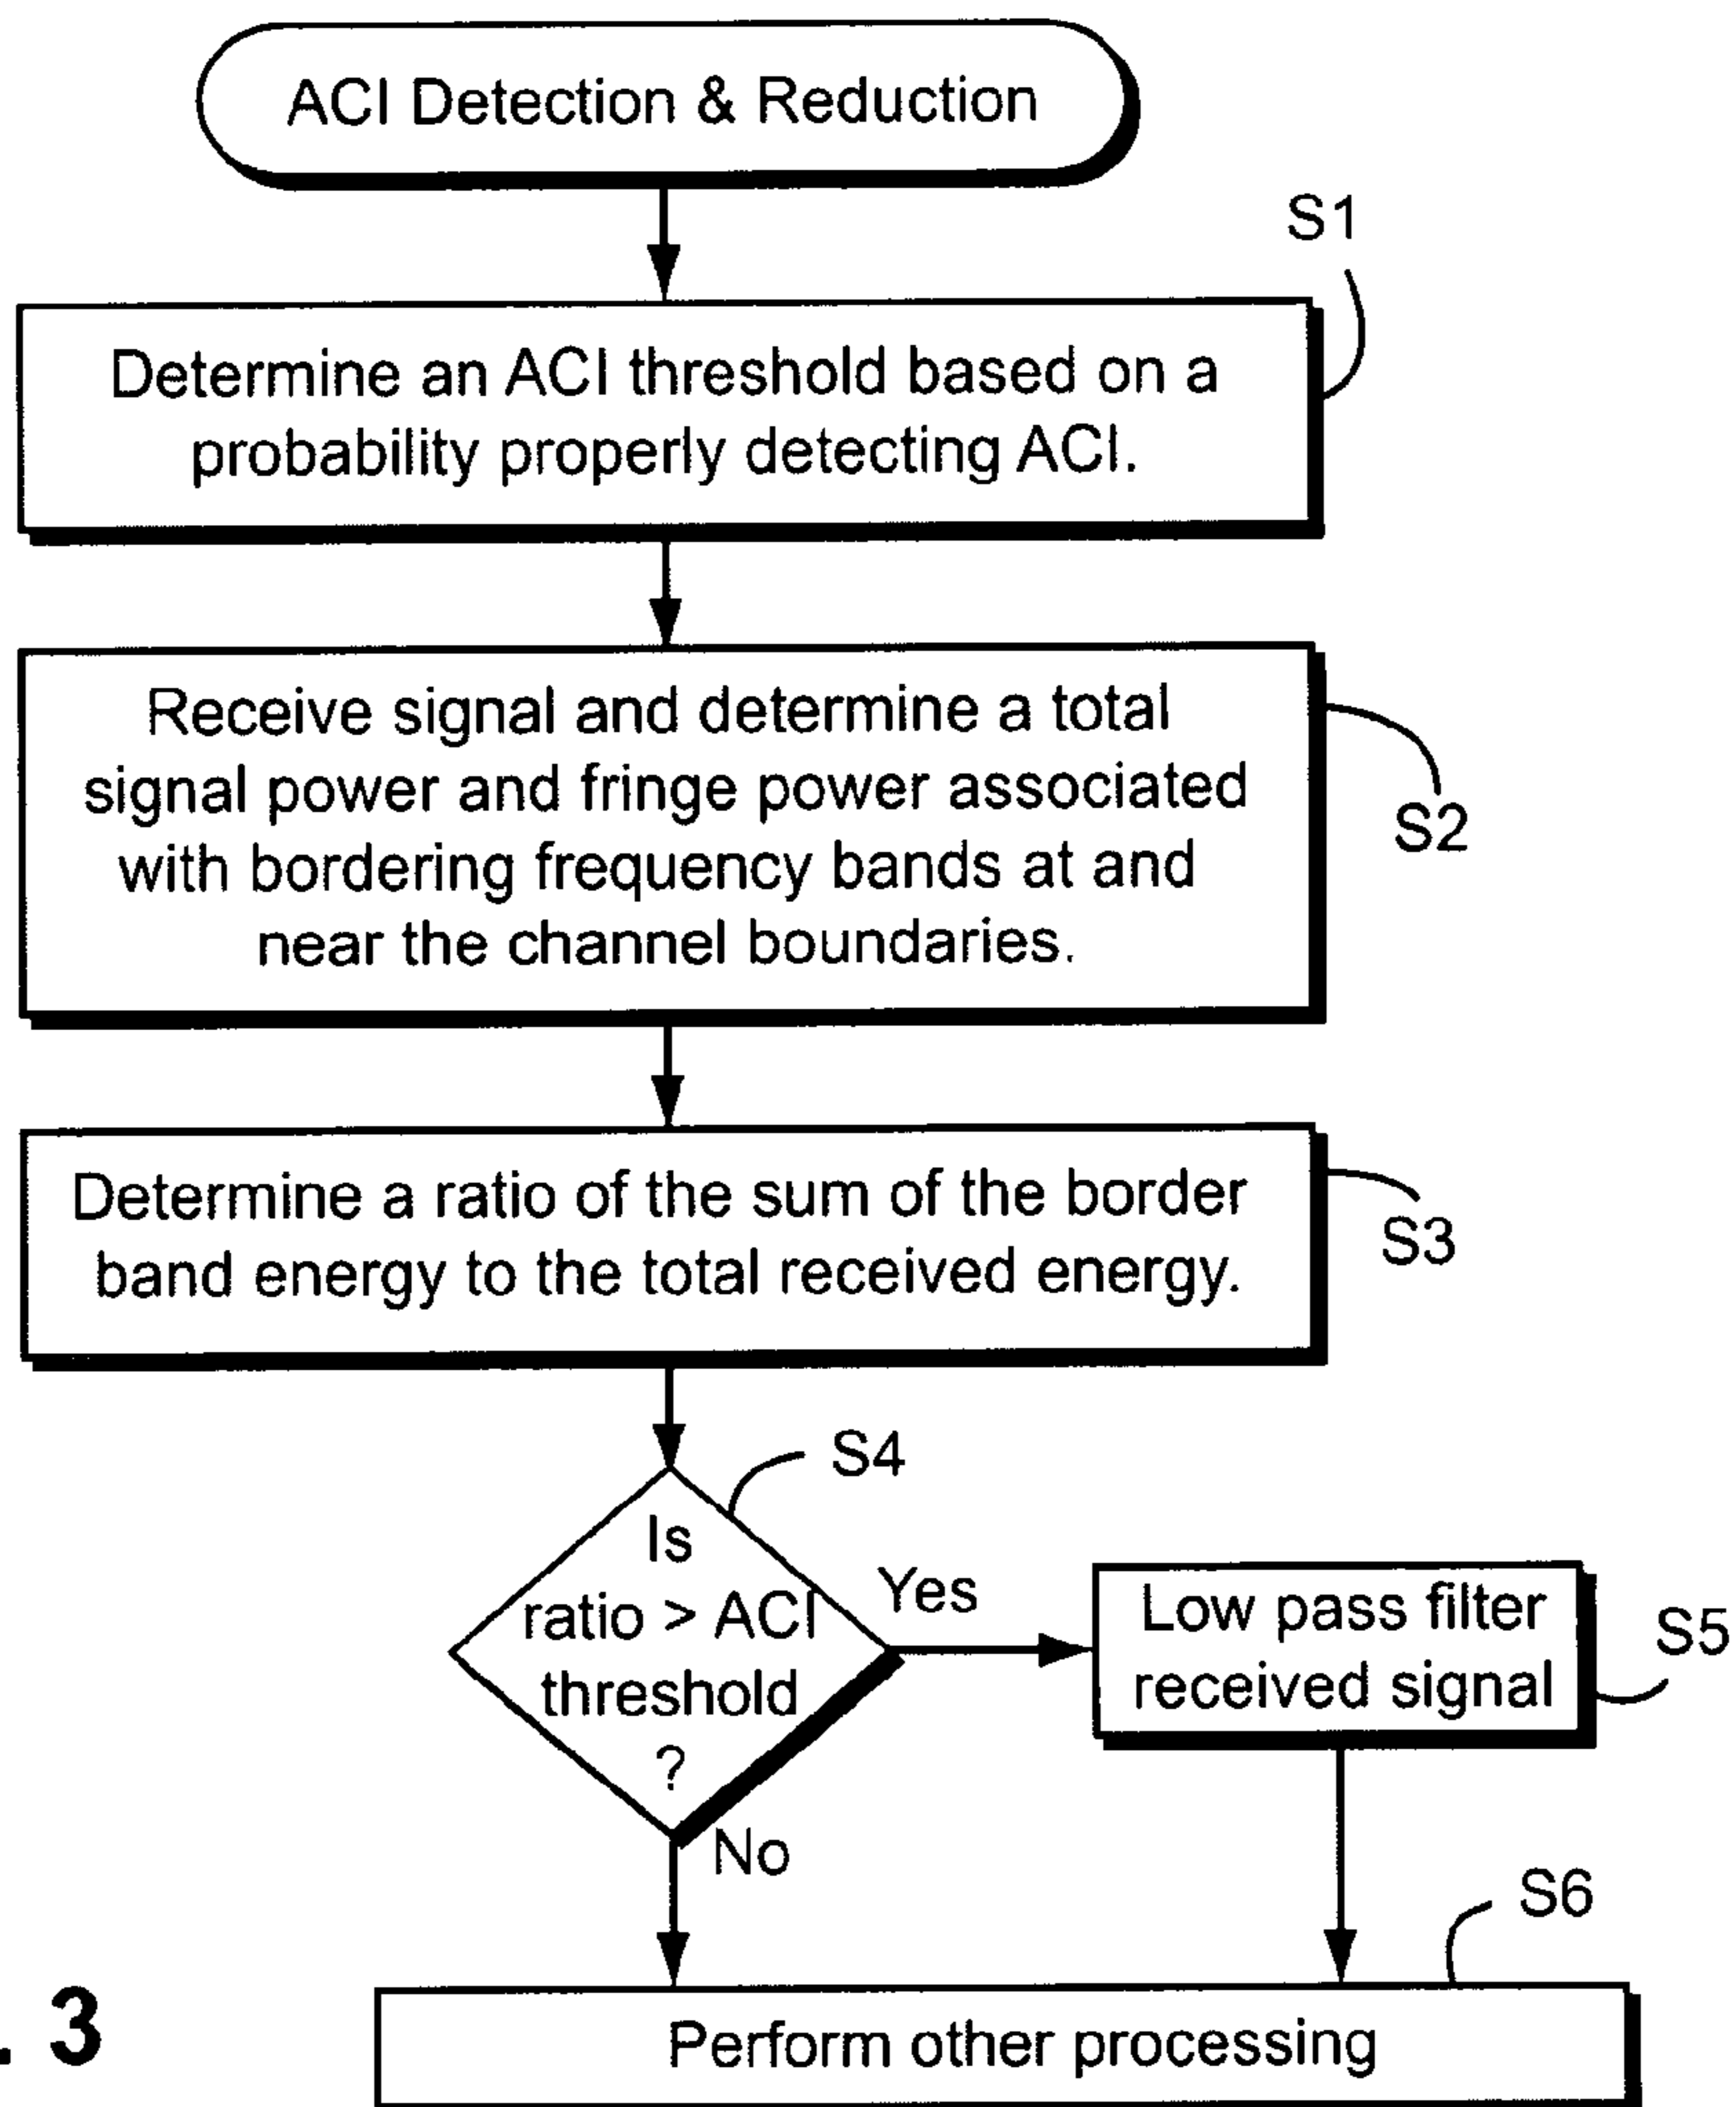 ACI Detection & Reduction
S1
Determine an ACI threshold based on a
probability properly detecting ACI.
Receive signal and determine a total
signal power and fringe power associated
with bordering frequency bands at and
near the channel boundaries.
S2
Determine a ratio of the sum of the border
band energy to the total received energy.
S3
S4
Is
ratio > ACI
threshold
?
Yes
Low pass filter
received signal
S5
No
S6
Perform other processing
. 3